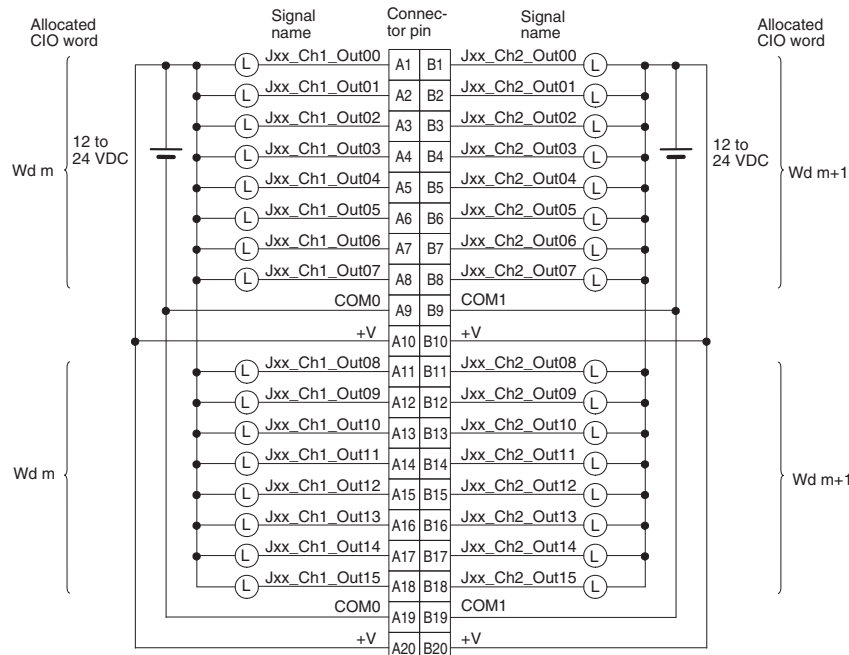 Allocated CIO word
Signal name
Connec-tor pin
Signal name
Allocated CIO word
L Jxx_Ch1_Out00 A1 B1 Jxx_Ch2_Out00 L
L Jxx_Ch1_Out01 A2 B2 Jxx_Ch2_Out01 L
L Jxx_Ch1_Out02 A3 B3 Jxx_Ch2_Out02 L
12 to 24 VDC L Jxx_Ch1_Out03 A4 B4 Jxx_Ch2_Out03 L 12 to 24 VDC
Wd m L Jxx_Ch1_Out04 A5 B5 Jxx_Ch2_Out04 L Wd m+1
L Jxx_Ch1_Out05 A6 B6 Jxx_Ch2_Out05 L
L Jxx_Ch1_Out06 A7 B7 Jxx_Ch2_Out06 L
L Jxx_Ch1_Out07 A8 B8 Jxx_Ch2_Out07 L
COM0 A9 B9 COM1
+V A10 B10 +V
L Jxx_Ch1_Out08 A11 B11 Jxx_Ch2_Out08 L
L Jxx_Ch1_Out09 A12 B12 Jxx_Ch2_Out09 L
L Jxx_Ch1_Out10 A13 B13 Jxx_Ch2_Out10 L
Wd m L Jxx_Ch1_Out11 A14 B14 Jxx_Ch2_Out11 L Wd m+1
L Jxx_Ch1_Out12 A15 B15 Jxx_Ch2_Out12 L
L Jxx_Ch1_Out13 A16 B16 Jxx_Ch2_Out13 L
L Jxx_Ch1_Out14 A17 B17 Jxx_Ch2_Out14 L
L Jxx_Ch1_Out15 A18 B18 Jxx_Ch2_Out15 L
COM0 A19 B19 COM1
+V A20 B20 +V